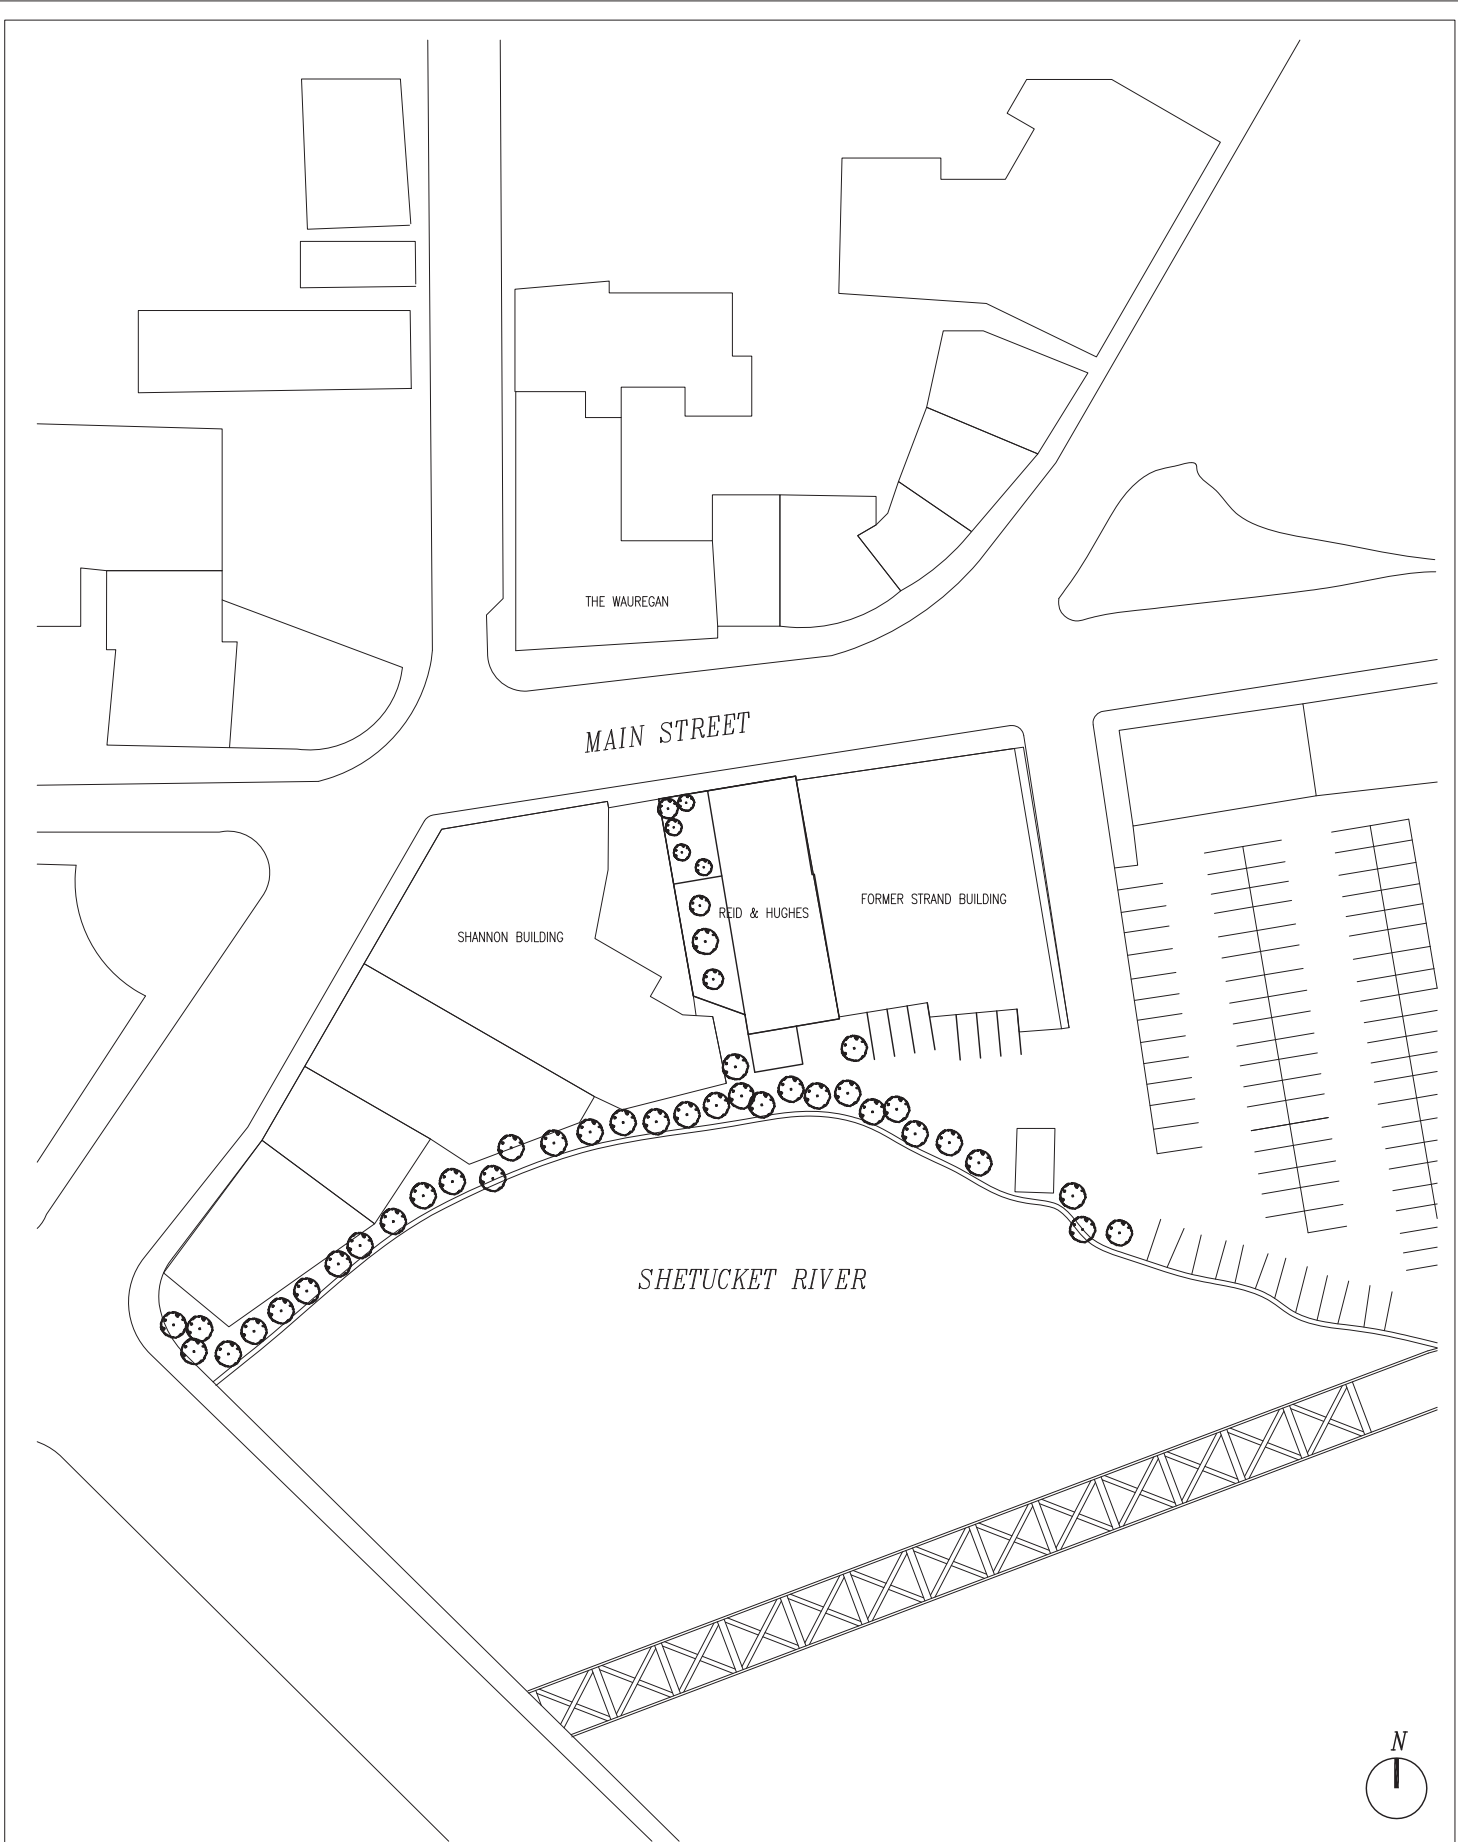 THE WAUREGAN
MAIN STREET
FORMER STRAND BUILDING
REID & HUGHES
SHANNON BUILDING
SHETUCKET RIVER
N